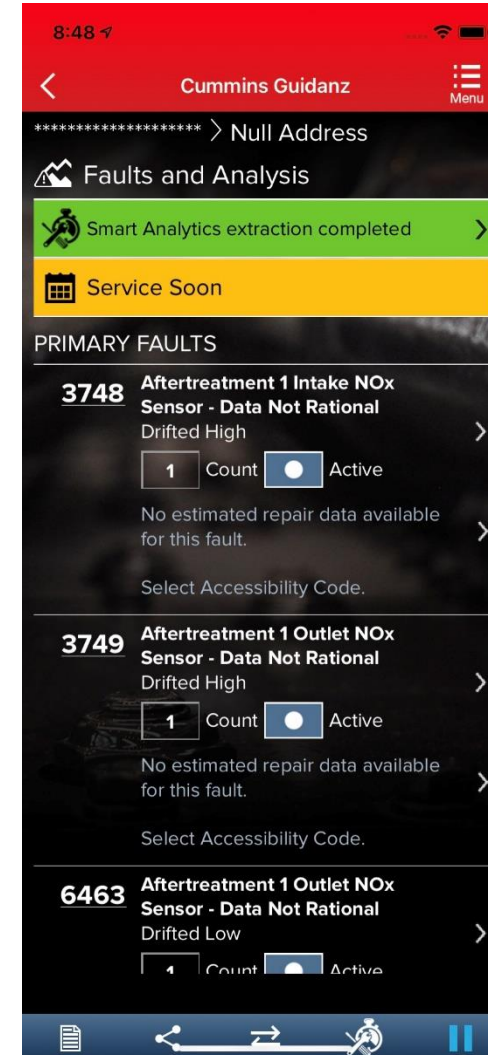 8:48
Cummins Guidanz
Menu
******************** > Null Address
Faults and Analysis
Smart Analytics extraction completed
Service Soon
PRIMARY FAULTS
3748
Aftertreatment 1 Intake NOx
Sensor - Data Not Rational
Drifted High
1 Count Active
No estimated repair data available
for this fault.
Select Accessibility Code.
3749
Aftertreatment 1 Outlet NOx
Sensor - Data Not Rational
Drifted High
1 Count Active
No estimated repair data available
for this fault.
Select Accessibility Code.
6463
Aftertreatment 1 Outlet NOx
Sensor - Data Not Rational
Drifted Low
1 Count Active